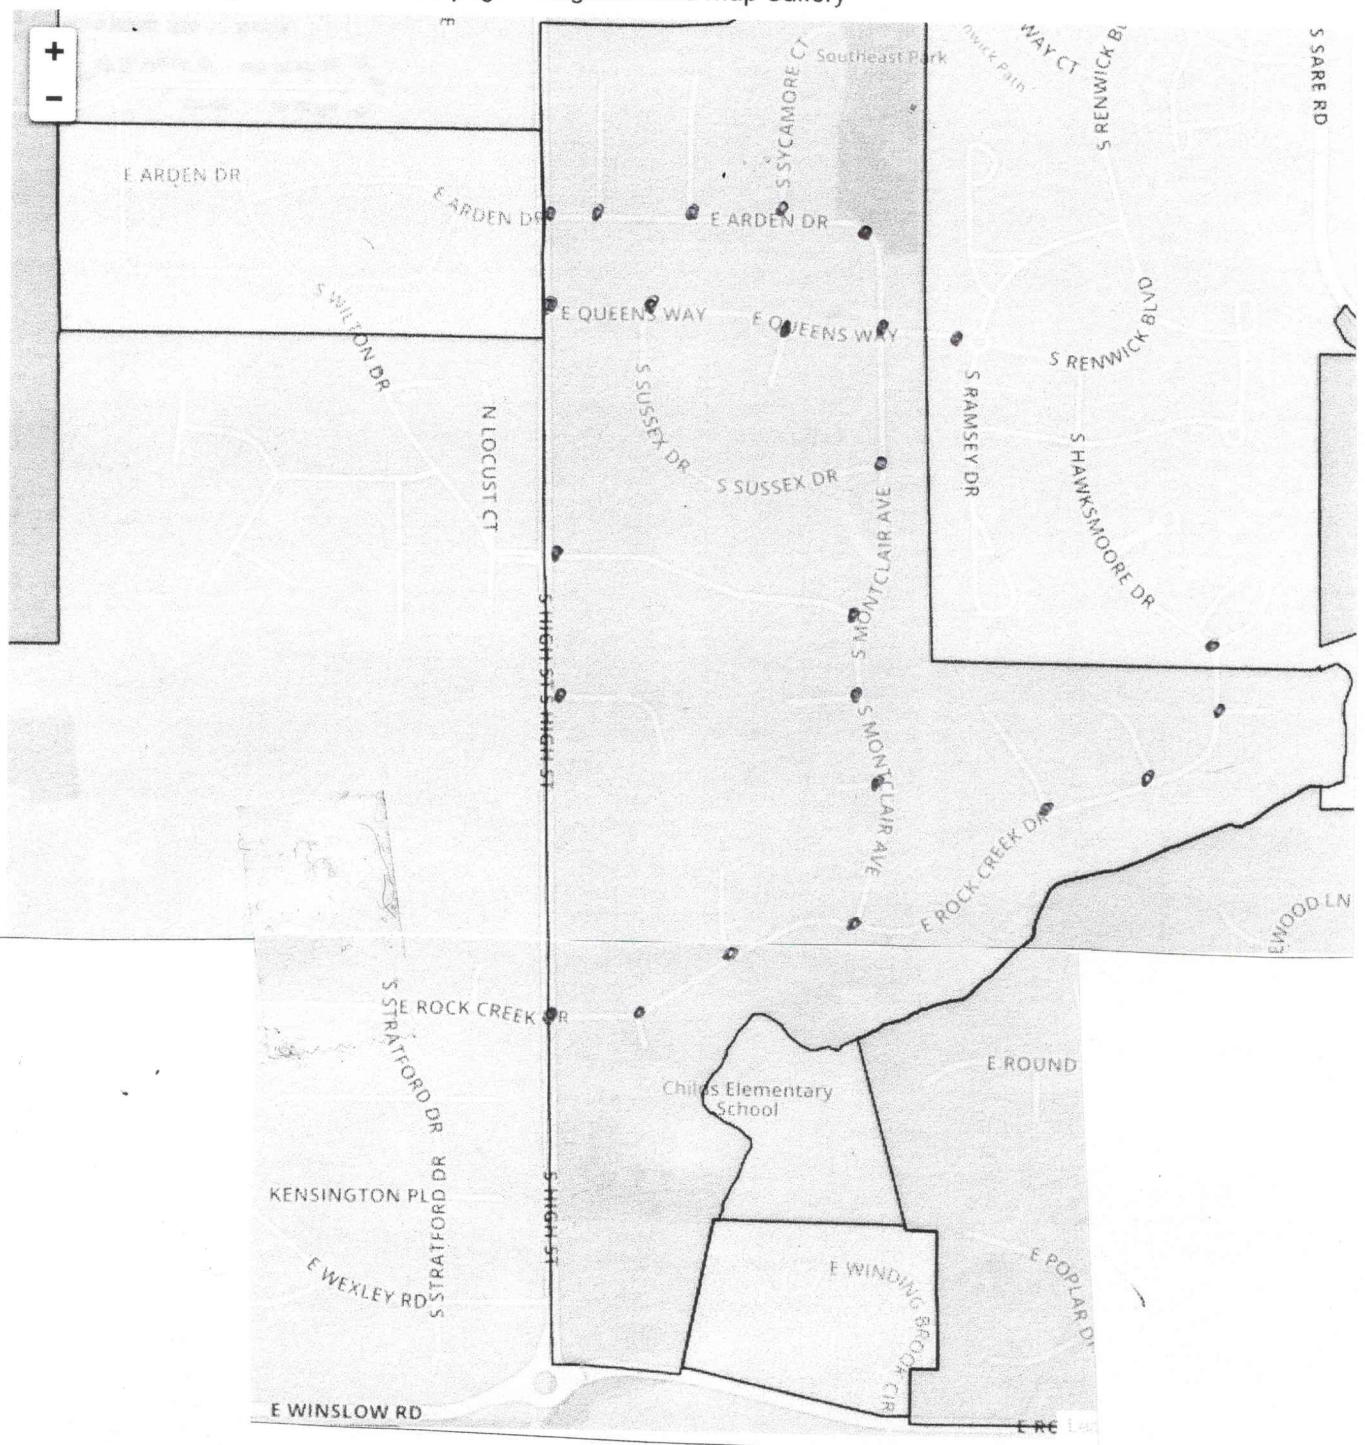 Map Gallery
+
−
WAY CT
S RENWICK BL
S SARE RD
S SYCAMORE CT
Southeast Park
nwick Path
E ARDEN DR
E ARDEN DR
E ARDEN DR
S WILTON DR
E QUEENS WAY
E QUEENS WAY
S RENWICK BLVD
N LOCUST CT
S SUSSEX DR
S SUSSEX DR
S RAMSEY DR
S HAWKSMOORE DR
S MONTCLAIR AVE
S HIGH ST
S HIGH ST
S MONTCLAIR AVE
E ROCK CREEK DR
EWOOD LN
E ROCK CREEK DR
S STRATFORD DR
E ROUND
Childs Elementary
School
KENSINGTON PL
S STRATFORD DR
S HIGH ST
E WEXLEY RD
E WINDING BROOK CIR
E POPLAR D
E WINSLOW RD